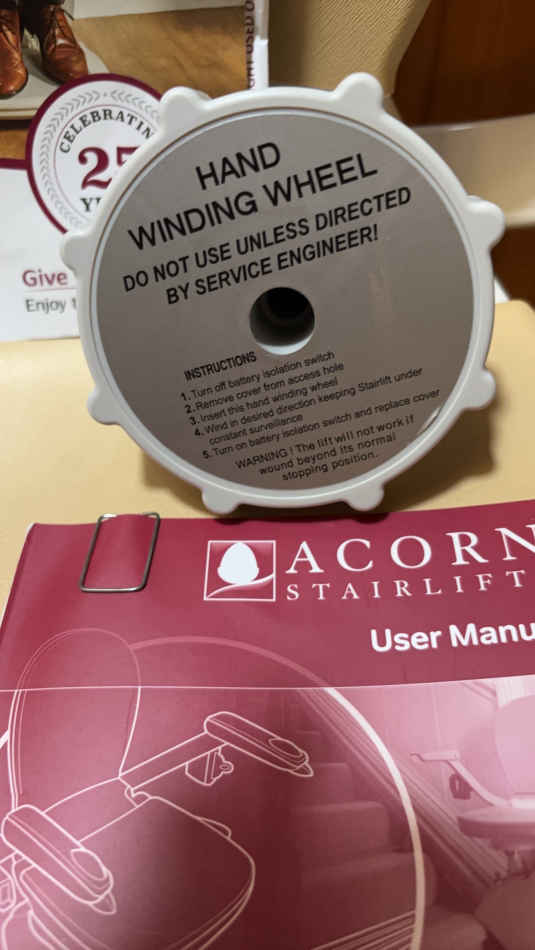 CELEBRATIN
25
HAND
WINDING WHEEL
DO NOT USE UNLESS DIRECTED
BY SERVICE ENGINEER!
Give
Enjoy
INSTRUCTIONS
1. Turn off battery isolation switch
2. Remove cover from access hole
3. Insert this hand winding wheel
4. Wind in desired direction keeping Stairlift under
constant surveillance
5. Turn on battery isolation switch and replace cover
WARNING ! The lift will not work if
wound beyond its normal
stopping position.
ACORN
STAIRLIFT
User Manu